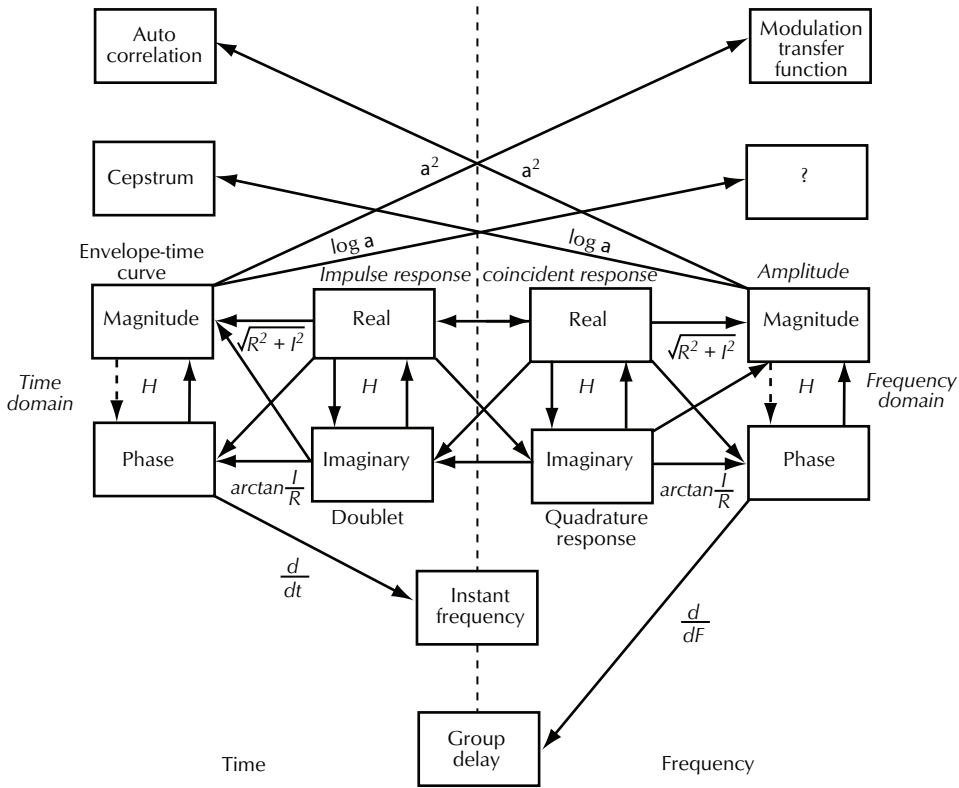 Auto
correlation
Modulation
transfer
function
a²
a²
Cepstrum
?
log a
log a
Envelope-time
curve
Impulse response
coincident response
Amplitude
Magnitude
Real
Real
Magnitude
√R² + I²
√R² + I²
Time
domain
H
H
H
H
Frequency
domain
Phase
Imaginary
Imaginary
Phase
arctan I/R
arctan I/R
Doublet
Quadrature
response
d/dt
Instant
frequency
d/dF
Group
delay
Time
Frequency